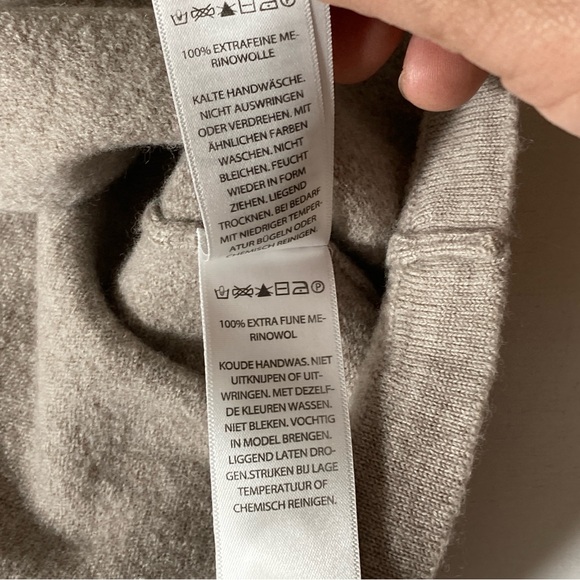 100% EXTRAFEINE ME-
RINOWOLLE
KALTE HANDWÄSCHE.
NICHT AUSWRINGEN
ODER VERDREHEN. MIT
ÄHNLICHEN FARBEN
WASCHEN. NICHT
BLEICHEN. FEUCHT
WIEDER IN FORM
ZIEHEN. LIEGEND
TROCKNEN. BEI BEDARF
MIT NIEDRIGER TEMPER-
ATUR BÜGELN ODER
CHEMISCH REINIGEN.
100% EXTRA FIJNE ME-
RINOWOL
KOUDE HANDWAS. NIET
UITKNIJPEN OF UIT-
WRINGEN. MET DEZELF-
DE KLEUREN WASSEN.
NIET BLEKEN. VOCHTIG
IN MODEL BRENGEN.
LIGGEND LATEN DRO-
GEN.STRIJKEN BIJ LAGE
TEMPERATUUR OF
CHEMISCH REINIGEN.